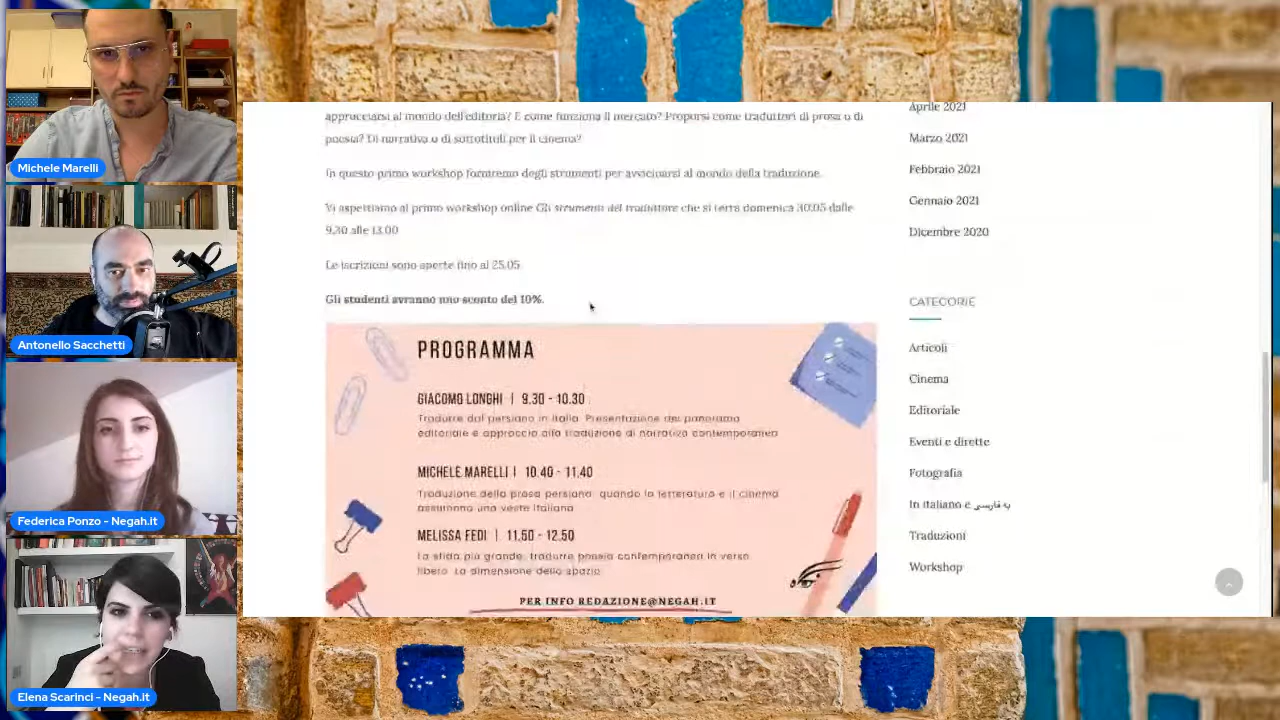 Michele Marelli
Antonello Sacchetti
Federica Ponzo - Negah.it
Elena Scarinci - Negah.it
approcciarsi al mondo dell'editoria? E come funziona il mercato? Proporsi come traduttori di prosa o di
poesia? Di narrativa o di sottotitoli per il cinema?
In questo primo workshop forniremo degli strumenti per avvicinarsi al mondo della traduzione.
Vi aspettiamo al primo workshop online Gli strumenti del traduttore che si terrà domenica 30.05 dalle
9.30 alle 13.00
Le iscrizioni sono aperte fino al 25.05
Gli studenti avranno uno sconto del 10%.
PROGRAMMA
GIACOMO LONGHI | 9.30 - 10.30
Tradurre dal persiano in Italia. Presentazione del panorama
editoriale e approccio alla traduzione di narrativa contemporanea
MICHELE MARELLI | 10.40 - 11.40
Traduzione della prosa persiana: quando la letteratura e il cinema
assumono una veste italiana
MELISSA FEDI | 11.50 - 12.50
La sfida più grande: tradurre poesia contemporanea in verso
libero. La dimensione dello spazio
PER INFO REDAZIONE@NEGAH.IT
Aprile 2021
Marzo 2021
Febbraio 2021
Gennaio 2021
Dicembre 2020
CATEGORIE
Articoli
Cinema
Editoriale
Eventi e dirette
Fotografia
In italiano e به فارسی
Traduzioni
Workshop